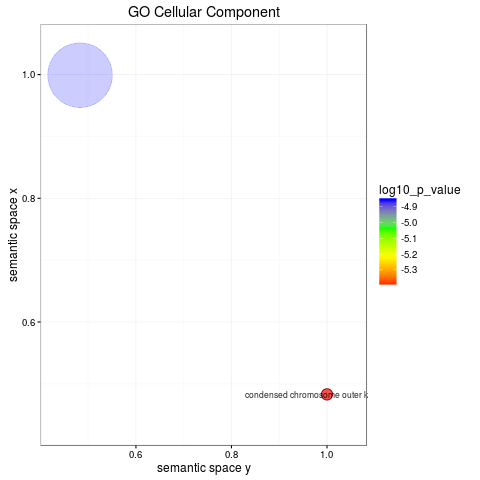 GO Cellular Component
1.0
0.8
0.6
semantic space x
condensed chromosome outer k
0.6
0.8
1.0
semantic space y
log10_p_value
-4.9
-5.0
-5.1
-5.2
-5.3